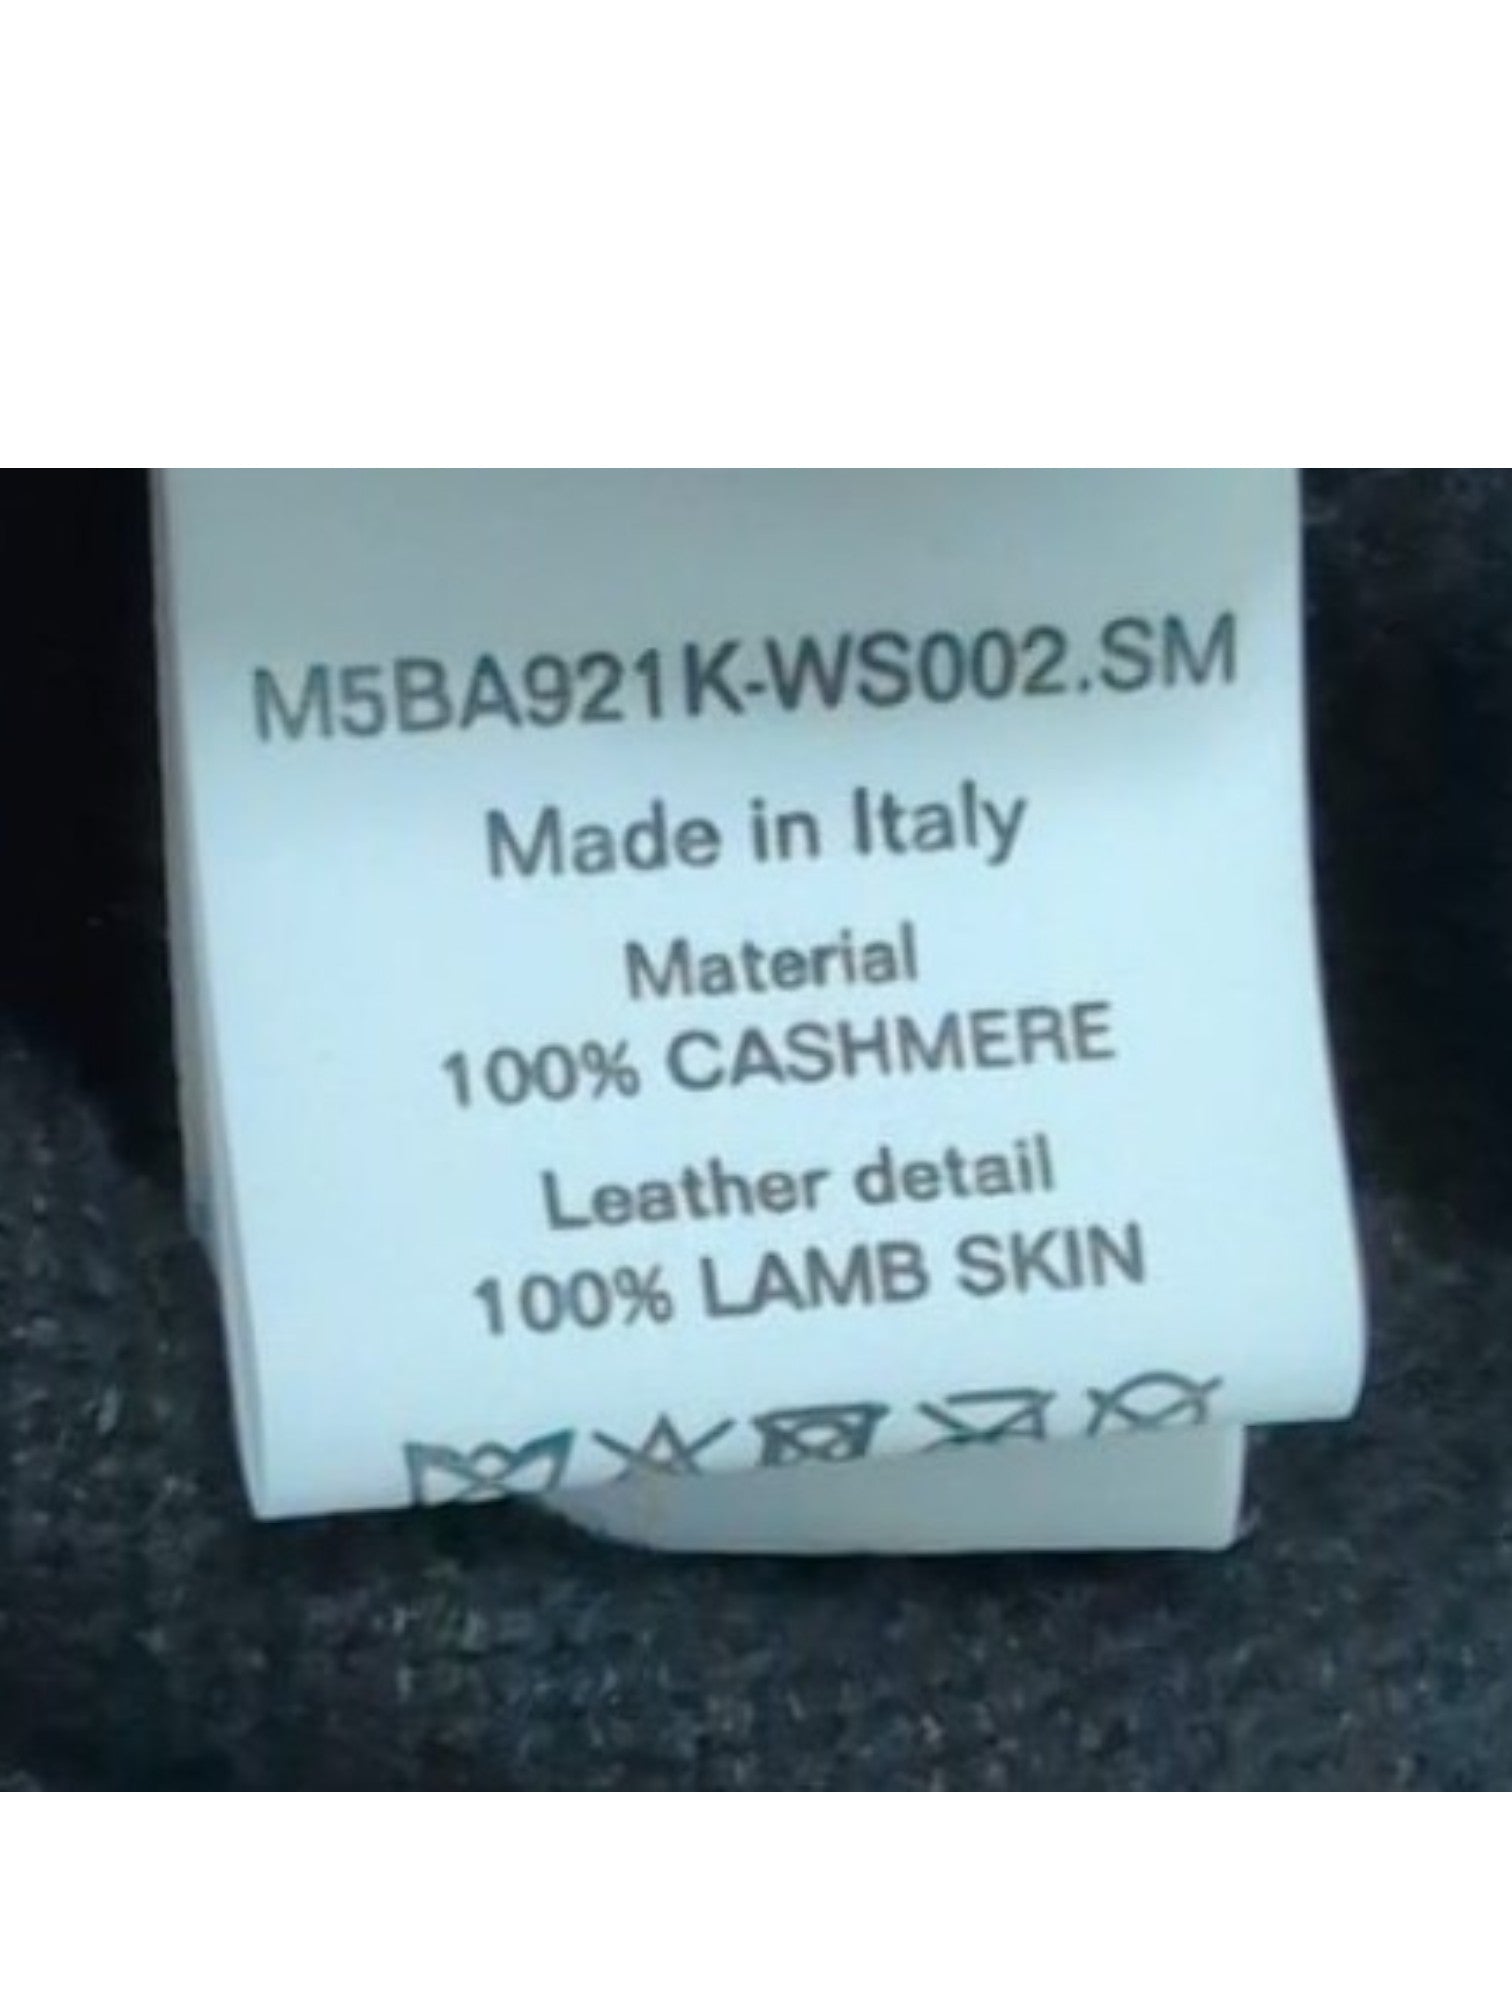 M5BA921K-WS002.SM
Made in Italy
Material
100% CASHMERE
Leather detail
100% LAMB SKIN